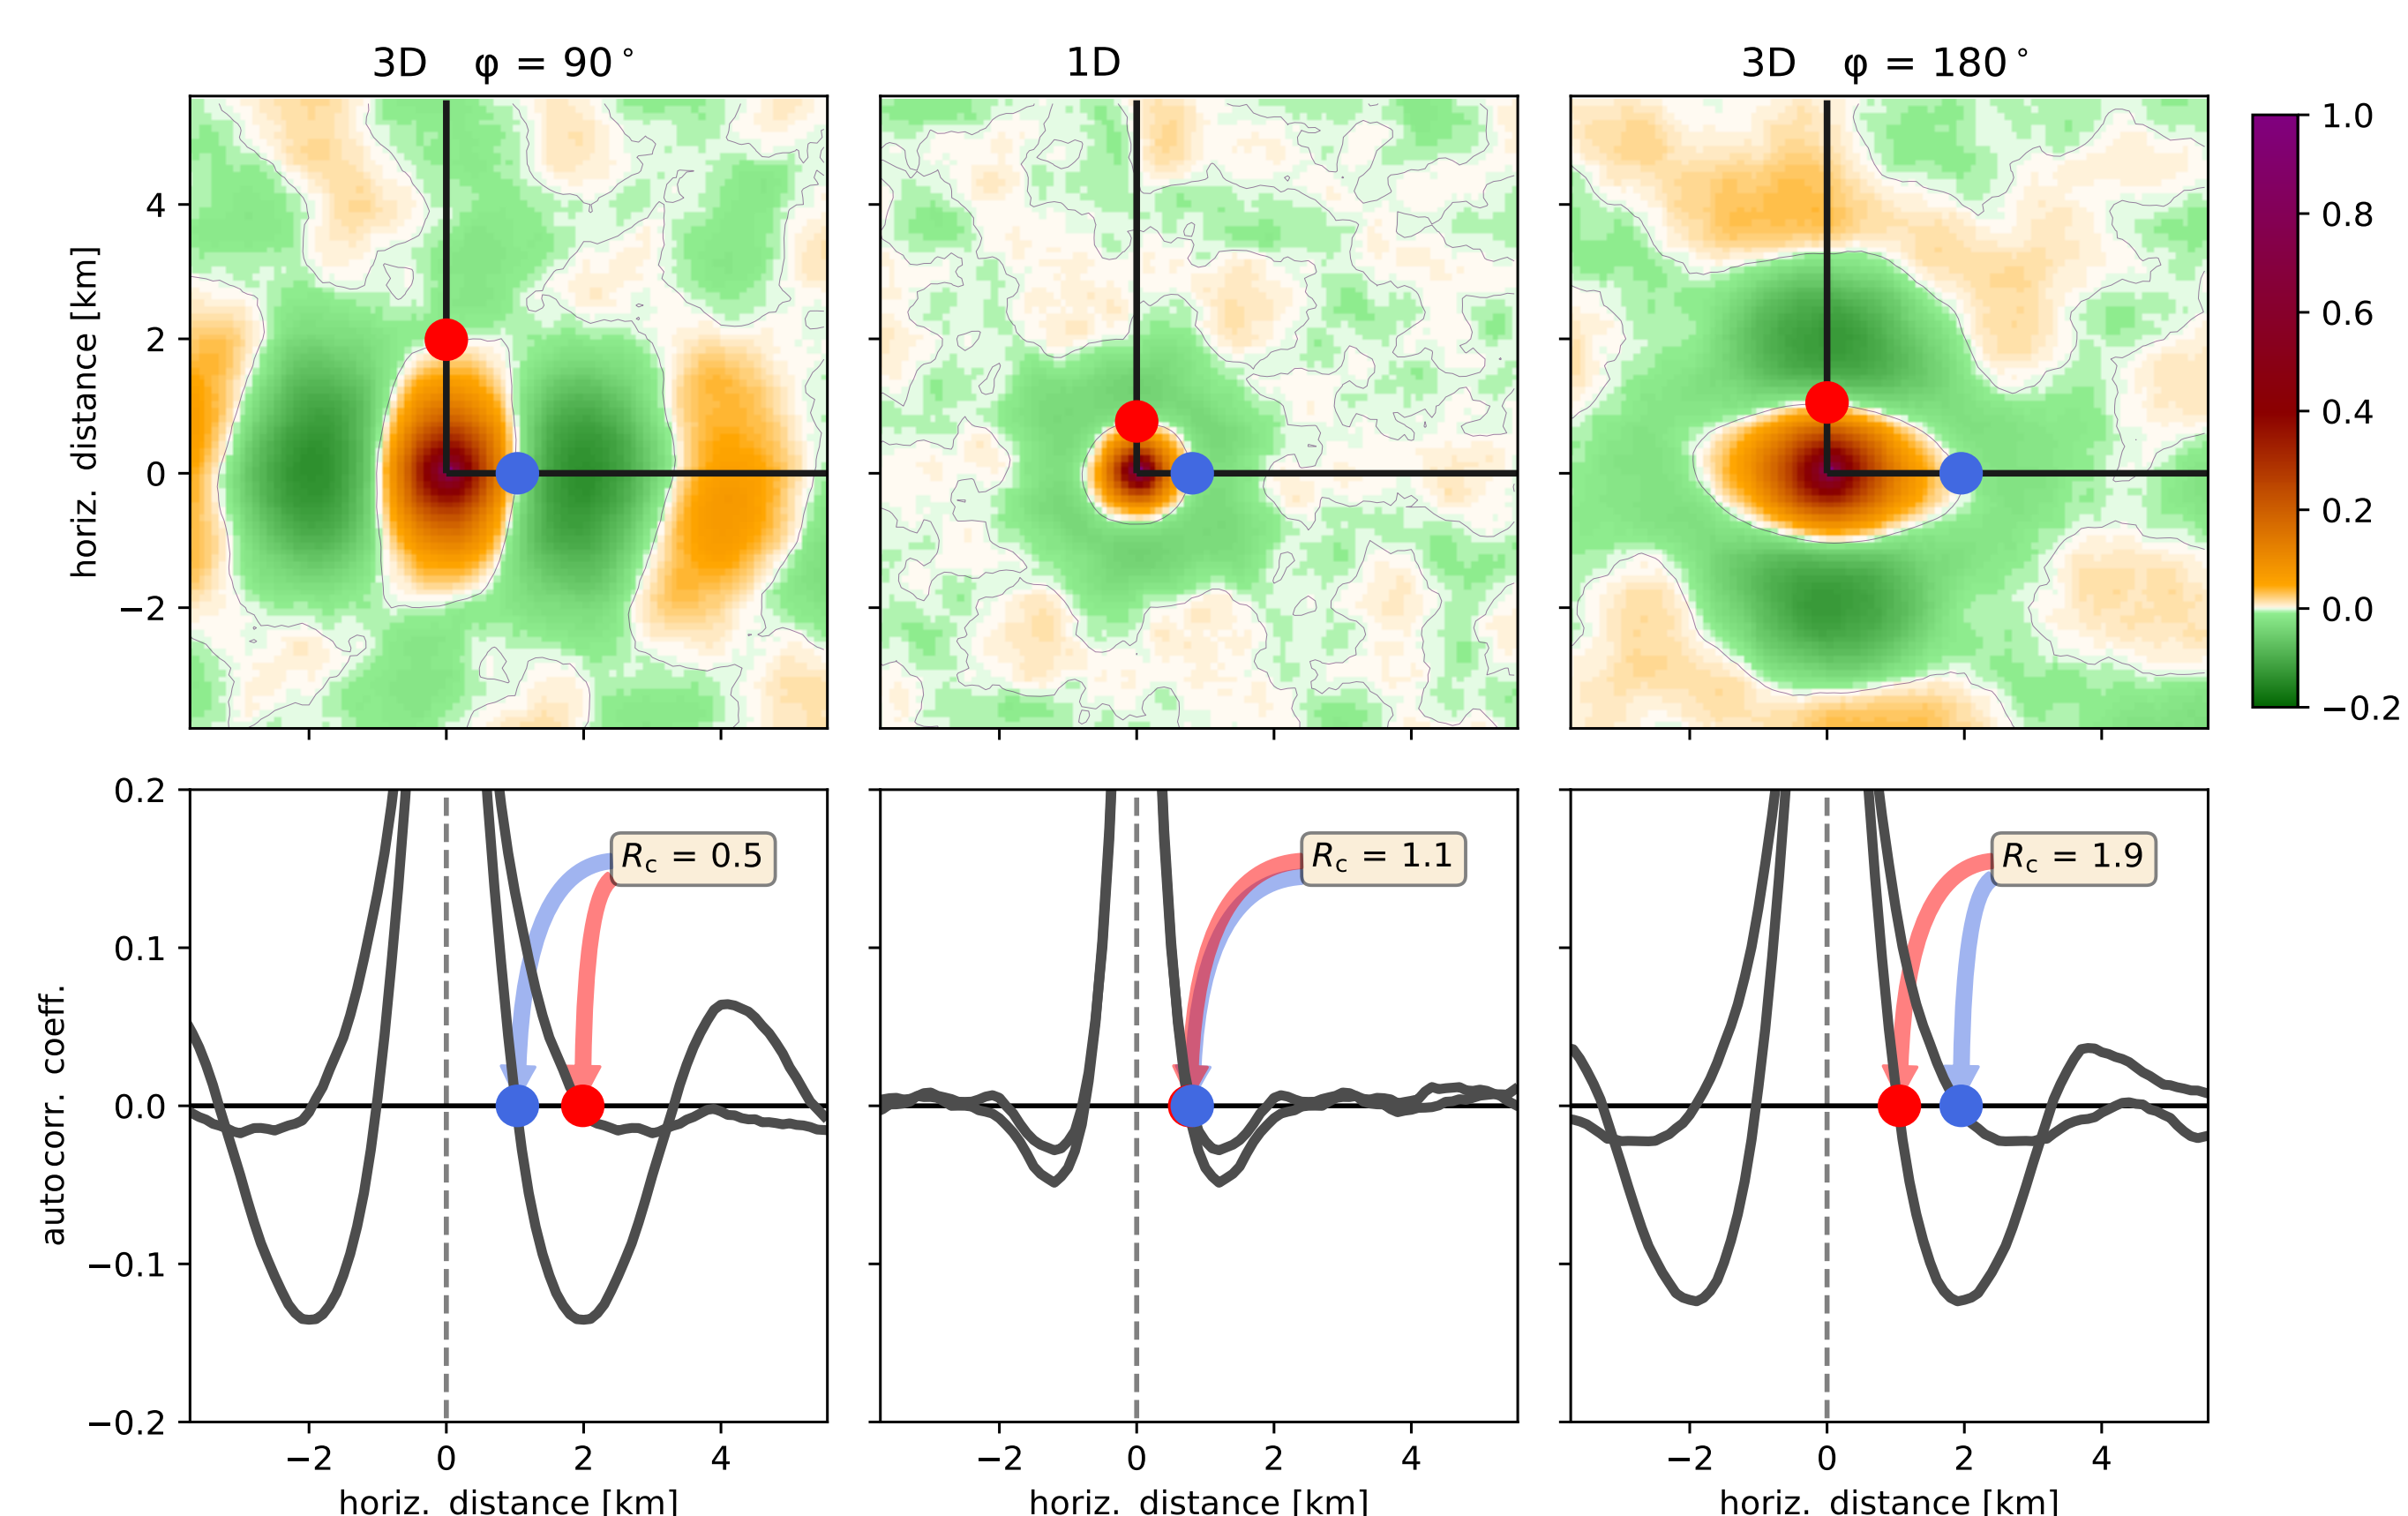 3D φ = 90°
1D
3D φ = 180°
horiz. distance [km]
4
2
0
−2
1.0
0.8
0.6
0.4
0.2
0.0
−0.2
autocorr. coeff.
0.2
0.1
0.0
−0.1
−0.2
Rc = 0.5
Rc = 1.1
Rc = 1.9
−2 0 2 4
−2 0 2 4
−2 0 2 4
horiz. distance [km]
horiz. distance [km]
horiz. distance [km]